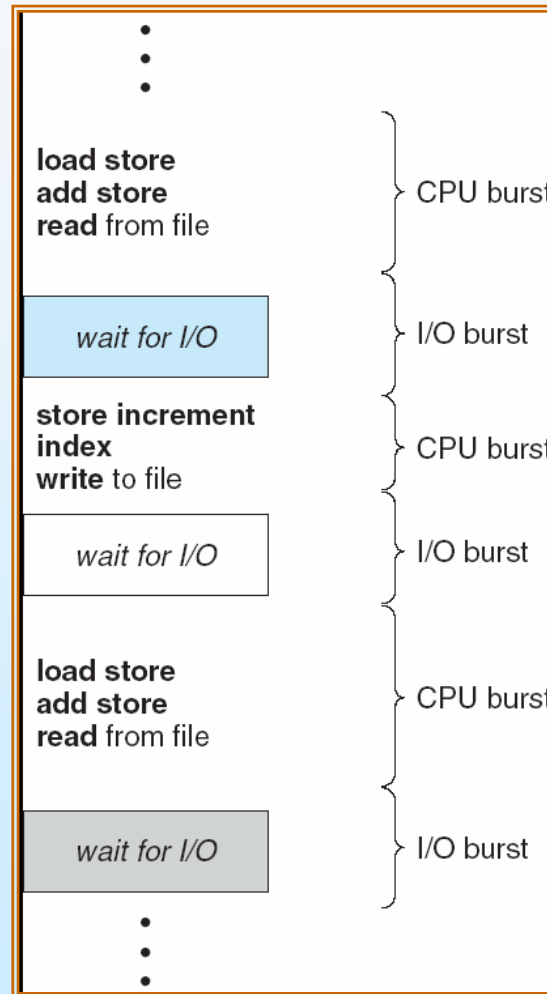 load store
add store
read from file
CPU burst
wait for I/O
I/O burst
store increment
index
write to file
CPU burst
wait for I/O
I/O burst
load store
add store
read from file
CPU burst
wait for I/O
I/O burst